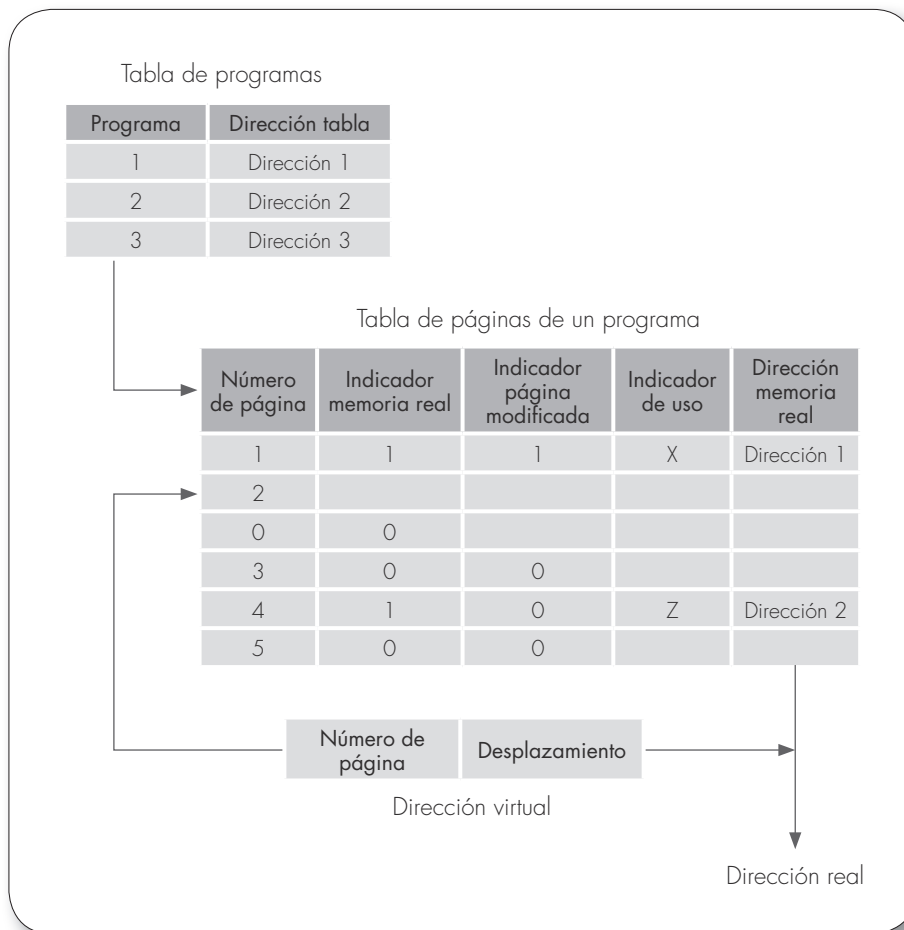 Tabla de programas
Programa Dirección tabla
1 Dirección 1
2 Dirección 2
3 Dirección 3
Tabla de páginas de un programa
Número de página Indicador memoria real Indicador página modificada Indicador de uso Dirección memoria real
1 1 1 X Dirección 1
2
0 0
3 0 0
4 1 0 Z Dirección 2
5 0 0
Número de página Desplazamiento
Dirección virtual
Dirección real